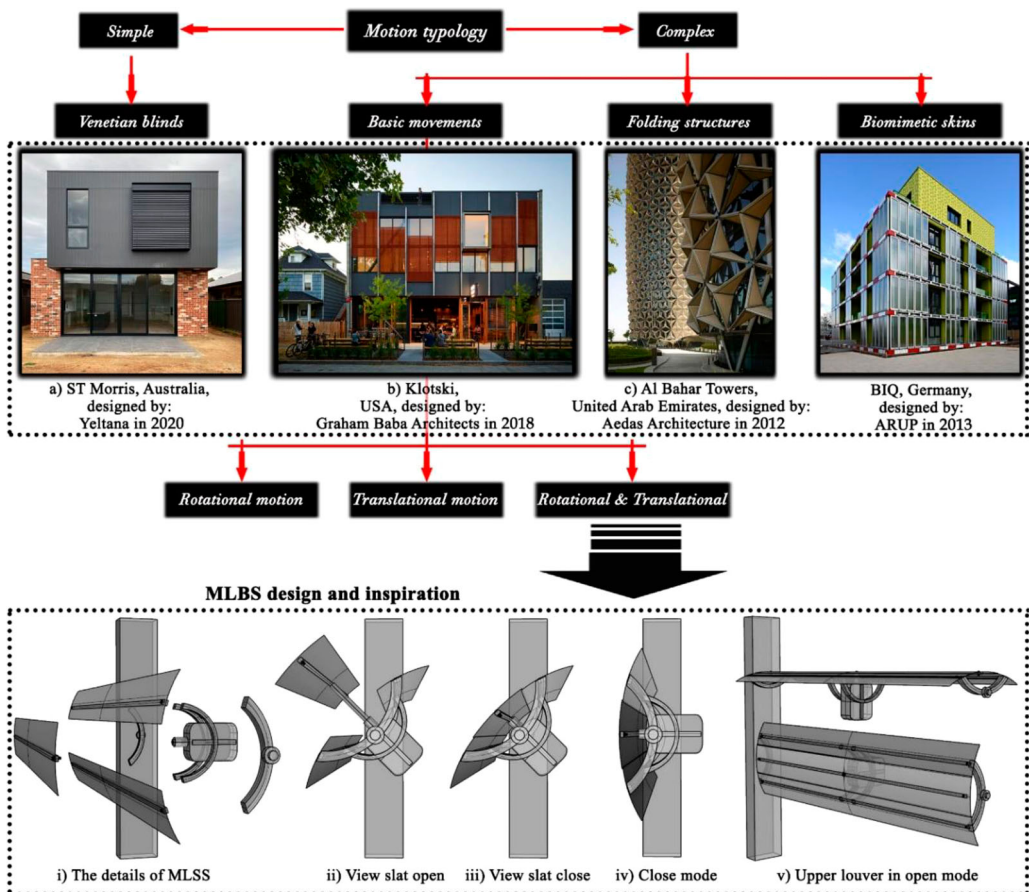 Simple
Motion typology
Complex
Venetian blinds
Basic movements
Folding structures
Biomimetic skins
a) ST Morris, Australia,
designed by:
Yeltana in 2020
b) Klotski,
USA, designed by:
Graham Baba Architects in 2018
c) Al Bahar Towers,
United Arab Emirates, designed by:
Aedas Architecture in 2012
BIQ, Germany,
designed by:
ARUP in 2013
Rotational motion
Translational motion
Rotational & Translational
MLBS design and inspiration
i) The details of MLSS
ii) View slat open
iii) View slat close
iv) Close mode
v) Upper louver in open mode